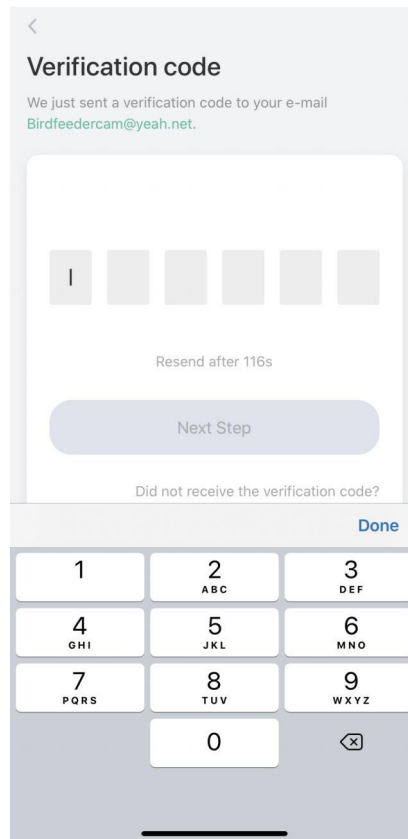 Verification code
We just sent a verification code to your e-mail
Birdfeedercam@yeah.net.
Resend after 116s
Next Step
Did not receive the verification code?
Done
1 2 3
ABC DEF
4 5 6
GHI JKL MNO
7 8 9
PQRS TUV WXYZ
0